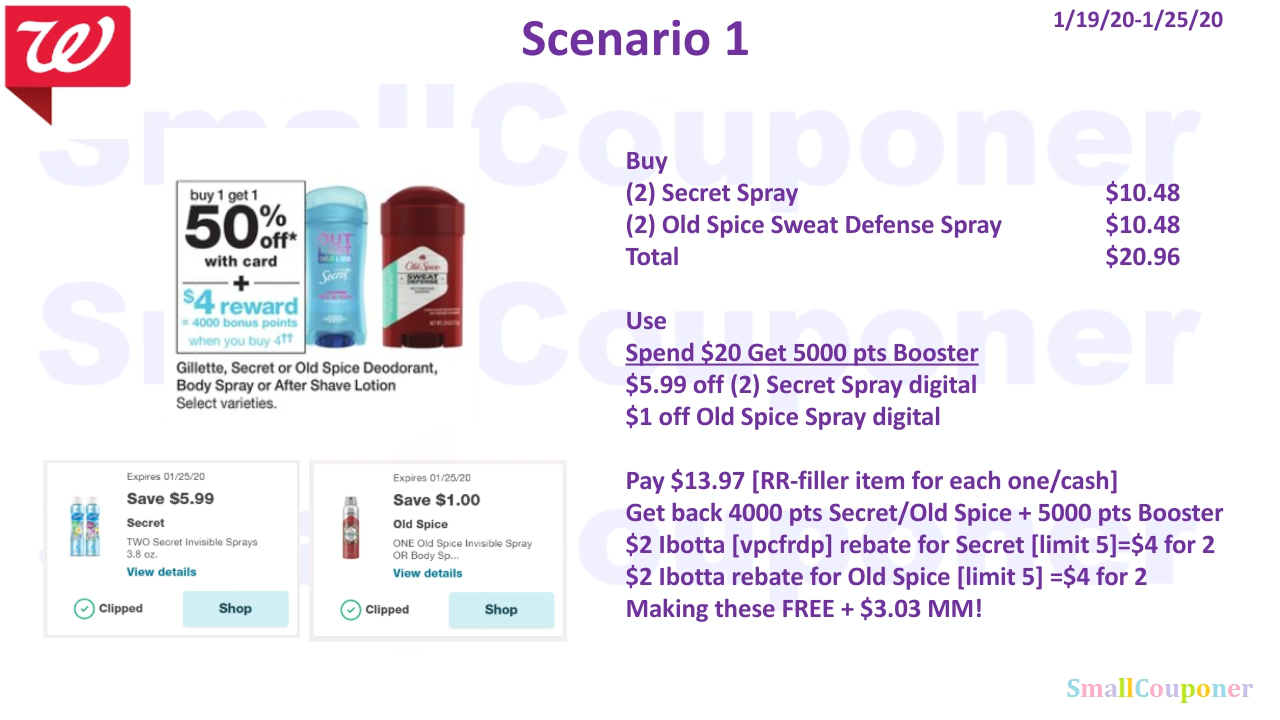 Scenario 1
1/19/20-1/25/20
SmallCouponer
buy 1 get 1
50% off*
with card
+
$4 reward
= 4000 bonus points
when you buy 4††
Secret
Old Spice
SWEAT
DEFENSE
Gillette, Secret or Old Spice Deodorant,
Body Spray or After Shave Lotion
Select varieties.
Buy
(2) Secret Spray $10.48
(2) Old Spice Sweat Defense Spray $10.48
Total $20.96
SmallCouponer
Use
Spend $20 Get 5000 pts Booster
$5.99 off (2) Secret Spray digital
$1 off Old Spice Spray digital
Expires 01/25/20
Save $5.99
Secret
TWO Secret Invisible Sprays
3.8 oz.
View details
Clipped
Shop
Expires 01/25/20
Save $1.00
Old Spice
ONE Old Spice Invisible Spray
OR Body Sp...
View details
Clipped
Shop
SmallCouponer
Pay $13.97 [RR-filler item for each one/cash]
Get back 4000 pts Secret/Old Spice + 5000 pts Booster
$2 Ibotta [vpcfrdp] rebate for Secret [limit 5]=$4 for 2
$2 Ibotta rebate for Old Spice [limit 5] =$4 for 2
Making these FREE + $3.03 MM!
SmallCouponer